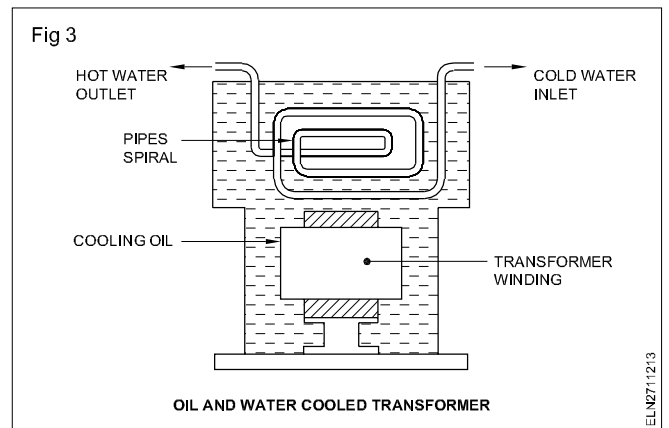 Fig 3
HOT WATER
OUTLET
COLD WATER
INLET
PIPES
SPIRAL
COOLING OIL
TRANSFORMER
WINDING
OIL AND WATER COOLED TRANSFORMER
ELN2711213